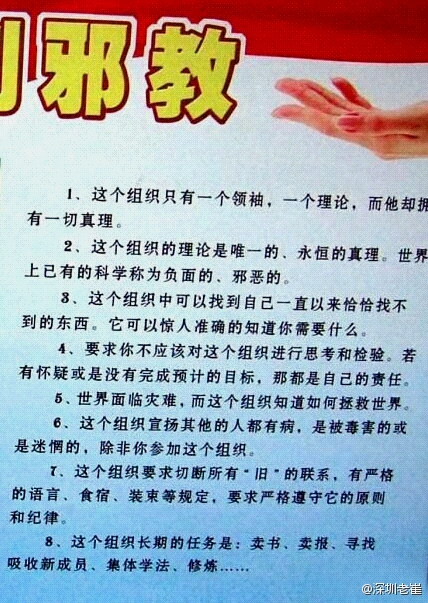 邪教
1、这个组织只有一个领袖，一个理论，而他却拥
有一切真理。
2、这个组织的理论是唯一的、永恒的真理。世界
上已有的科学称为负面的、邪恶的。
3、这个组织中可以找到自己一直以来恰恰找不
到的东西。它可以惊人准确的知道你需要什么。
4、要求你不应该对这个组织进行思考和检验。若
有怀疑或是没有完成预计的目标，那都是自己的责任。
5、世界面临灾难，而这个组织知道如何拯救世界。
6、这个组织宣扬其他的人都有病，是被毒害的或
是迷惘的，除非你参加这个组织。
7、这个组织要求切断所有“旧”的联系，有严格
的语言、食宿、装束等规定，要求严格遵守它的原则
和纪律。
8、这个组织长期的任务是：卖书、卖报、寻找
吸收新成员、集体学法、修炼……
@深圳老崔